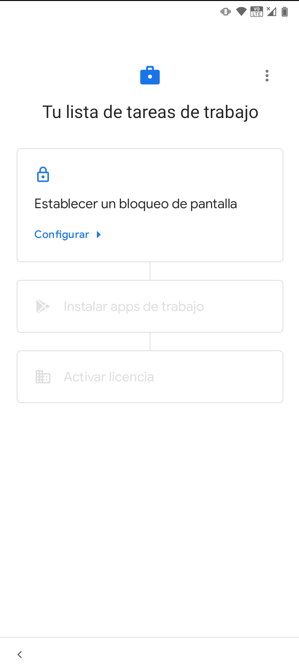 Tu lista de tareas de trabajo
Establecer un bloqueo de pantalla
Configurar
Instalar apps de trabajo
Activar licencia